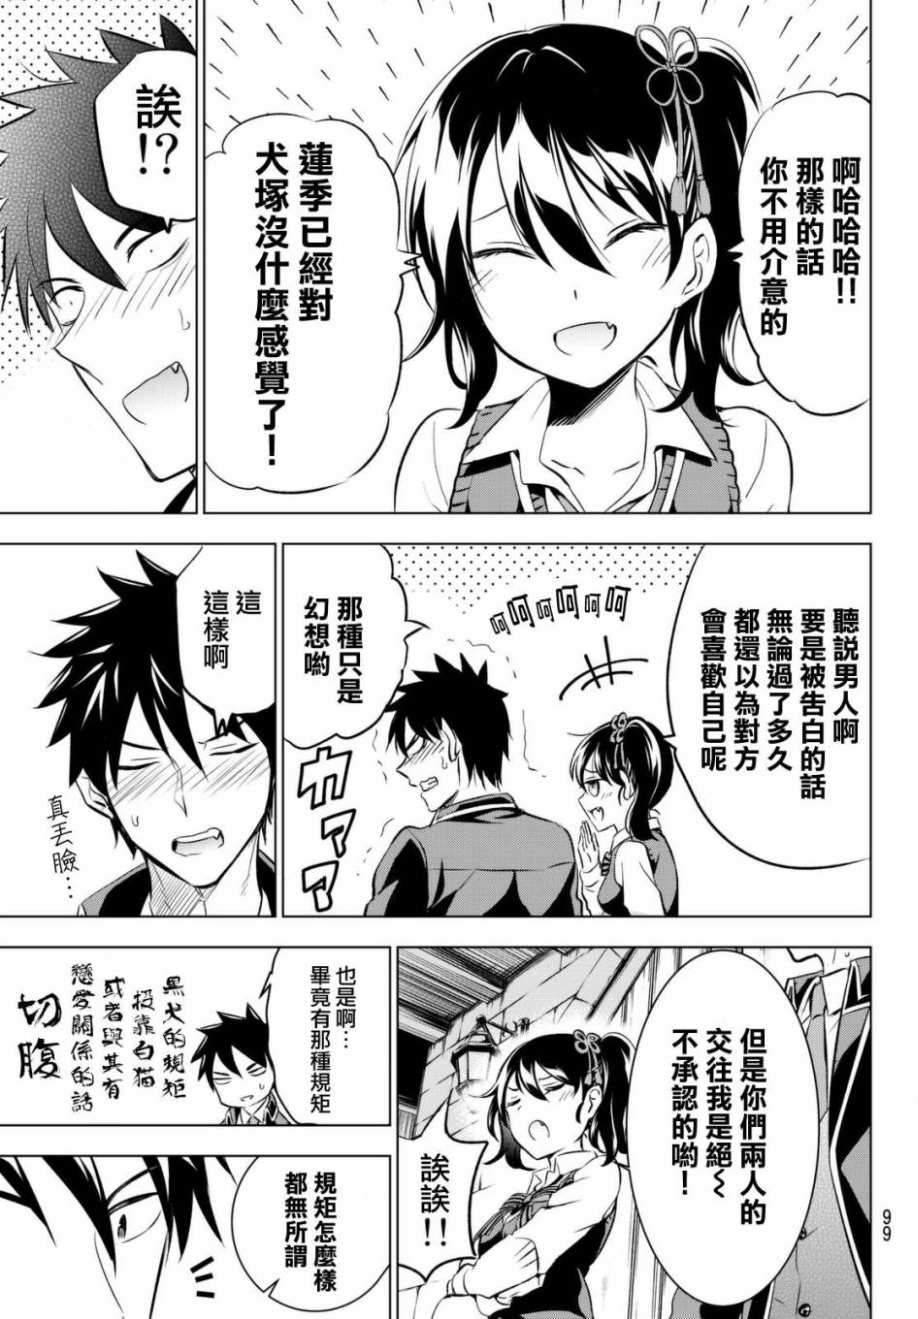 啊哈哈哈!!
那樣的話
你不用介意的
蓮季已經對
犬塚沒什麼感覺了！
誒!?
聽説男人啊
要是被告白的話
無論過了多久
都還以為對方
會喜歡自己呢
呵呵呵呵呵呵
那種只是
幻想喲
カァァァ
這
這樣啊
真丟臉…
但是你們兩人的
交往我是絕~
不承認的喲！
誒誒!!
也是啊…
畢竟有那種規矩
黑犬的規矩
投靠白猫
或者與其有
戀愛關係的話
切腹
規矩怎麼樣
都無所謂
99